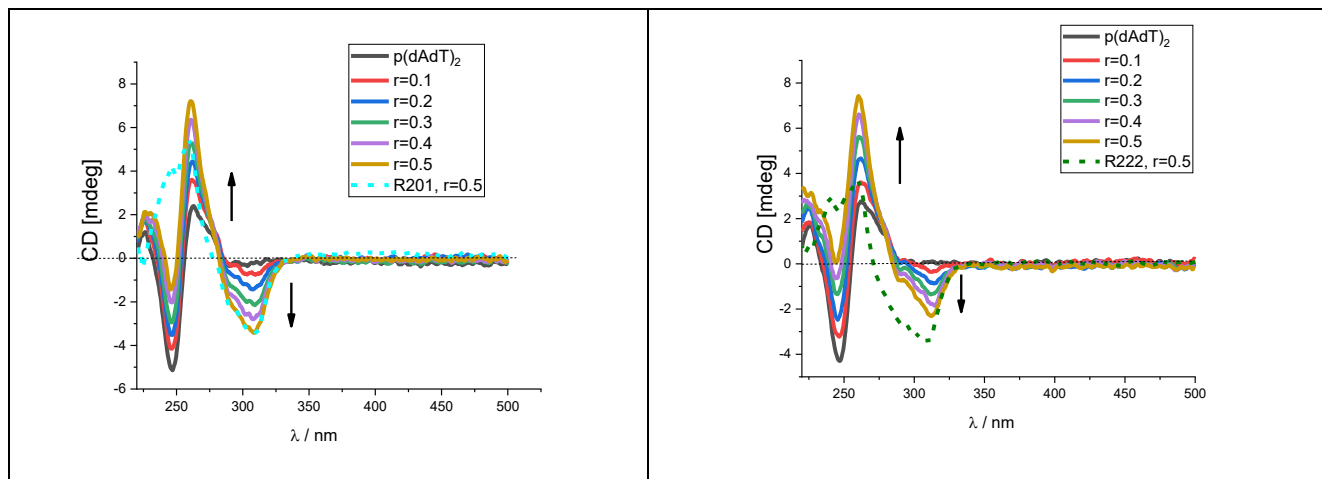 p(dAdT)₂
r=0.1
r=0.2
r=0.3
r=0.4
r=0.5
R201, r=0.5
8
6
4
2
0
-2
-4
-6
CD [mdeg]
250 300 350 400 450 500
λ / nm
p(dAdT)₂
r=0.1
r=0.2
r=0.3
r=0.4
r=0.5
R222, r=0.5
8
6
4
2
0
-2
-4
CD [mdeg]
250 300 350 400 450 500
λ / nm